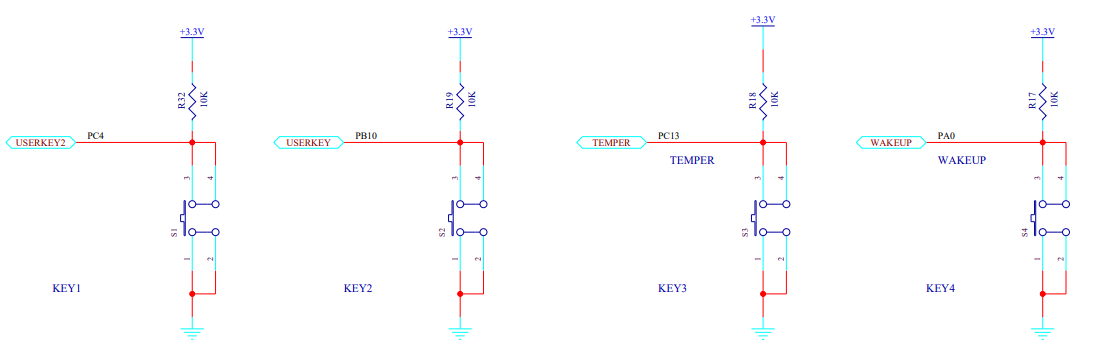 +3.3V
R32
10K
USERKEY2
PC4
3
4
S1
1
2
KEY1
+3.3V
R19
10K
USERKEY
PB10
3
4
S2
1
2
KEY2
+3.3V
R18
10K
TEMPER
PC13
TEMPER
3
4
S3
1
2
KEY3
+3.3V
R17
10K
WAKEUP
PA0
WAKEUP
3
4
S4
1
2
KEY4